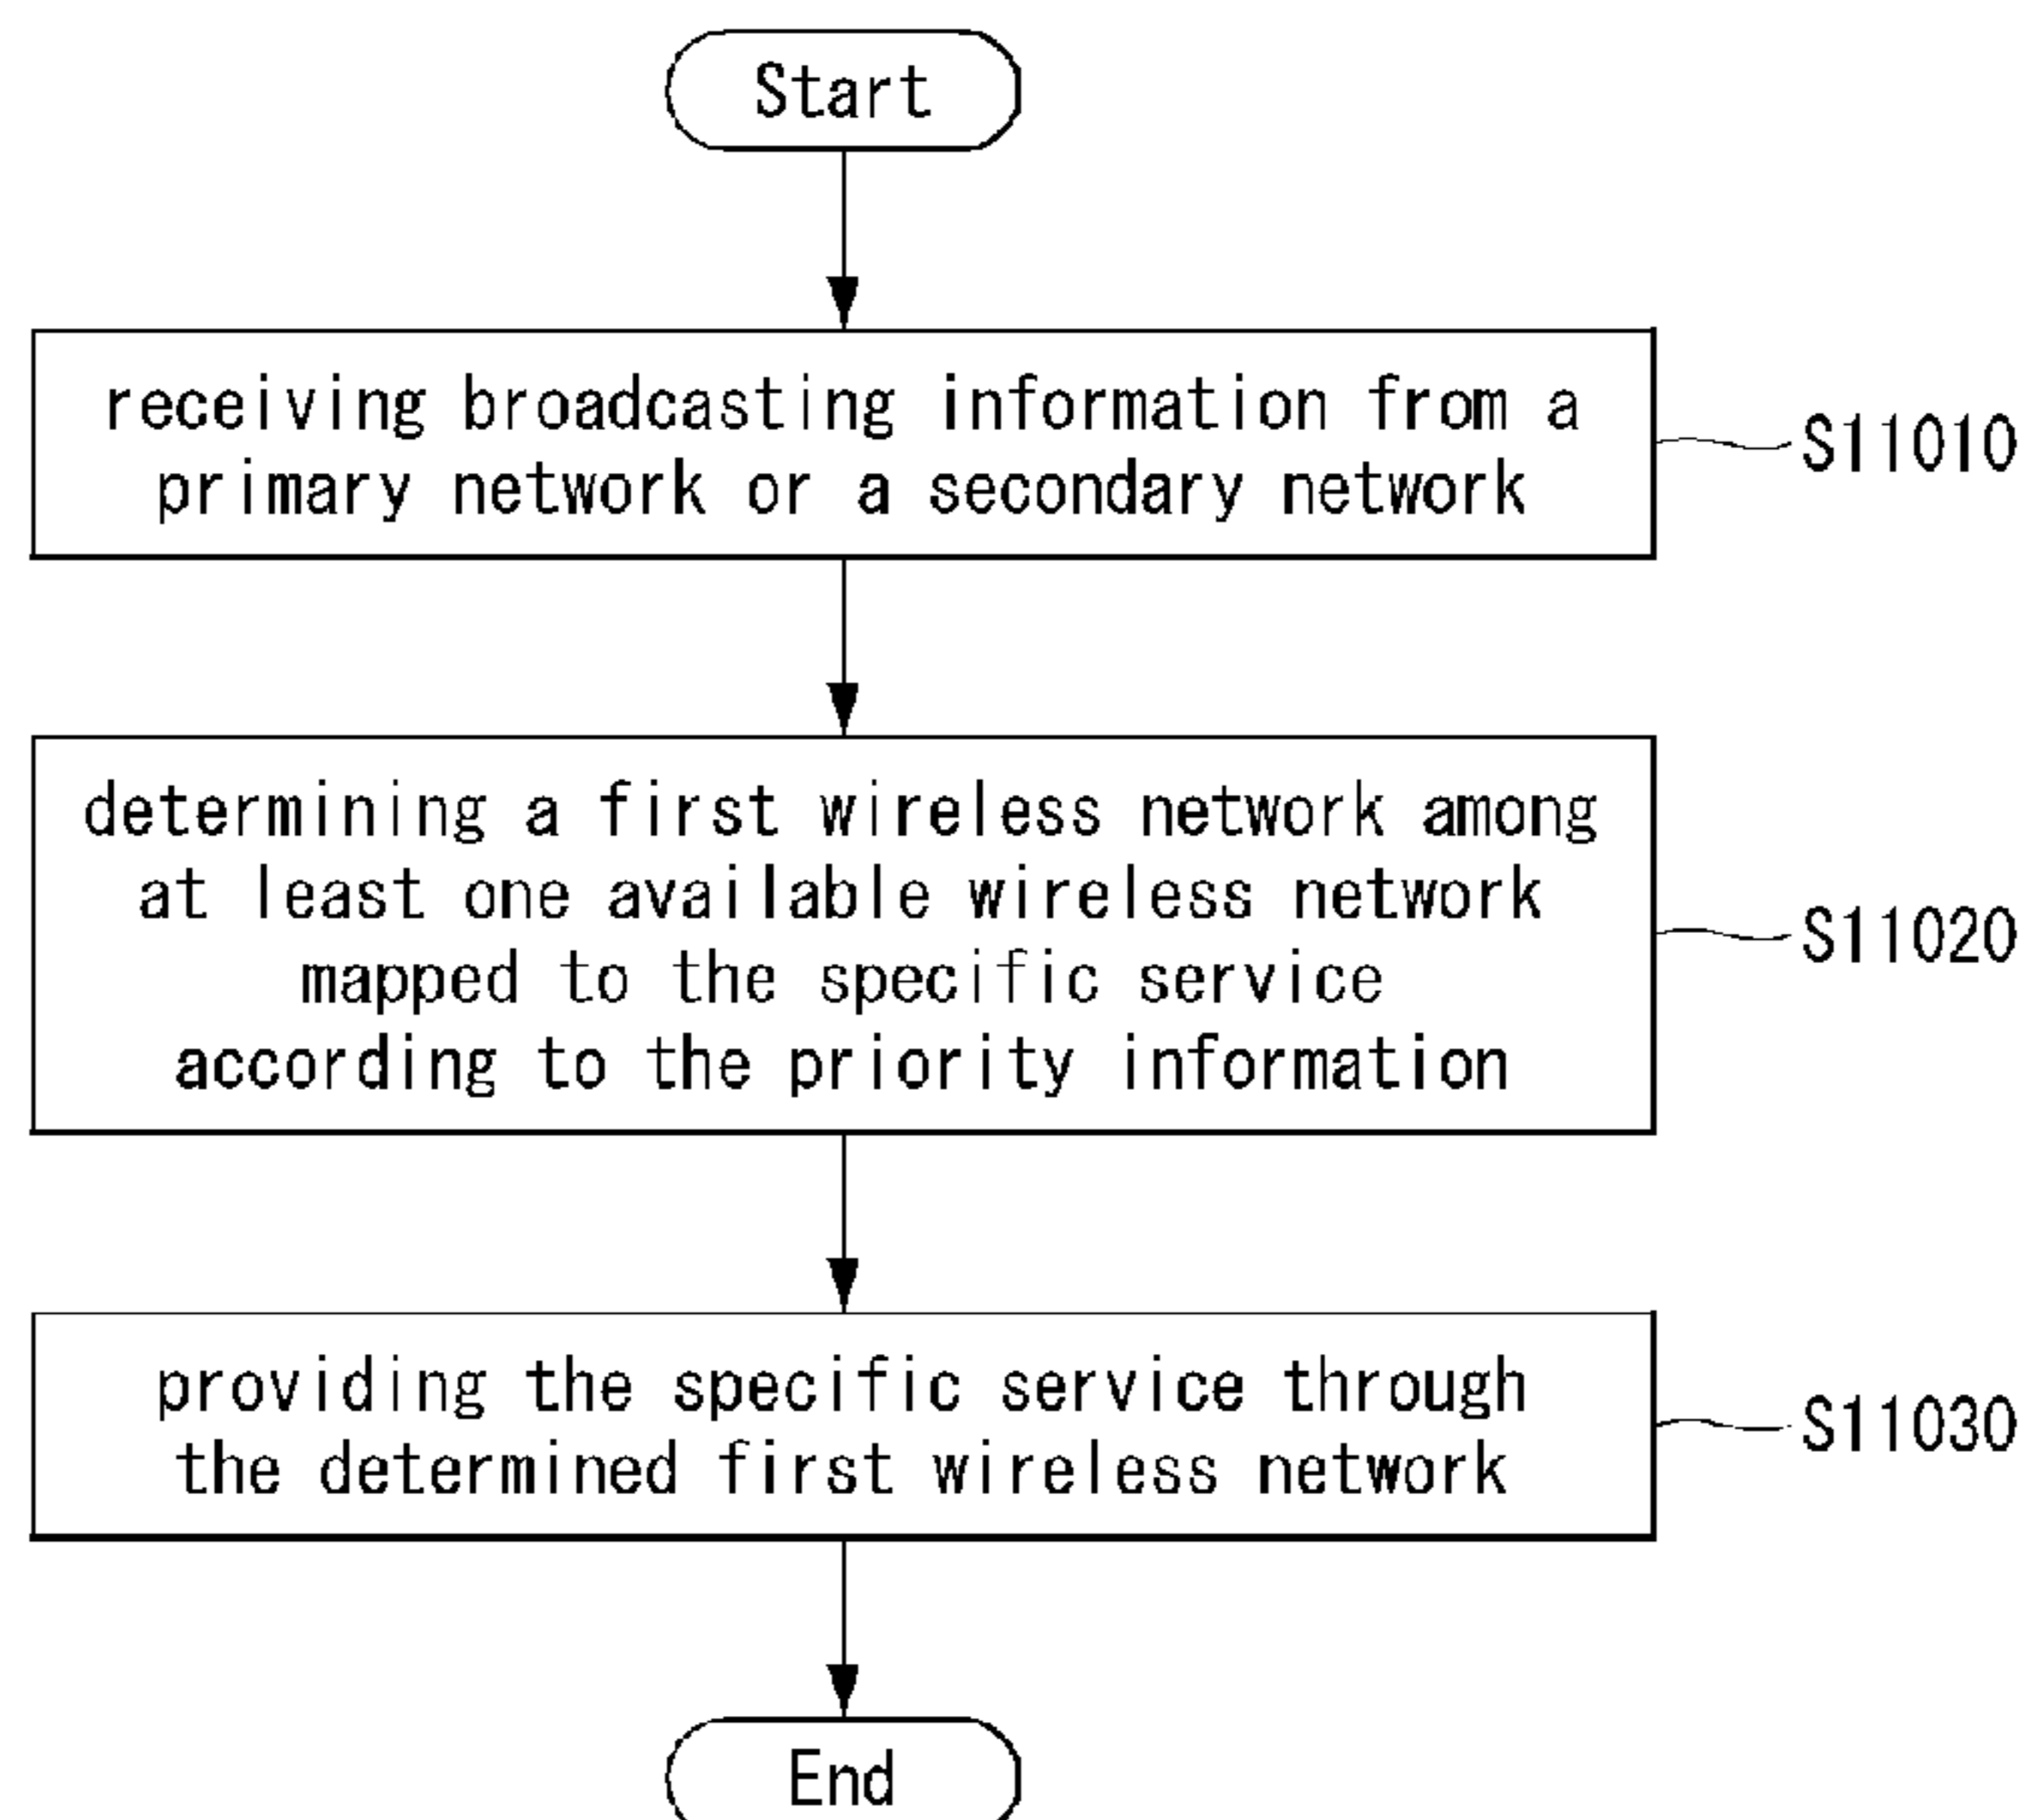 Start
receiving broadcasting information from a
primary network or a secondary network
S11010
determining a first wireless network among
at least one available wireless network
mapped to the specific service
according to the priority information
S11020
providing the specific service through
the determined first wireless network
S11030
End